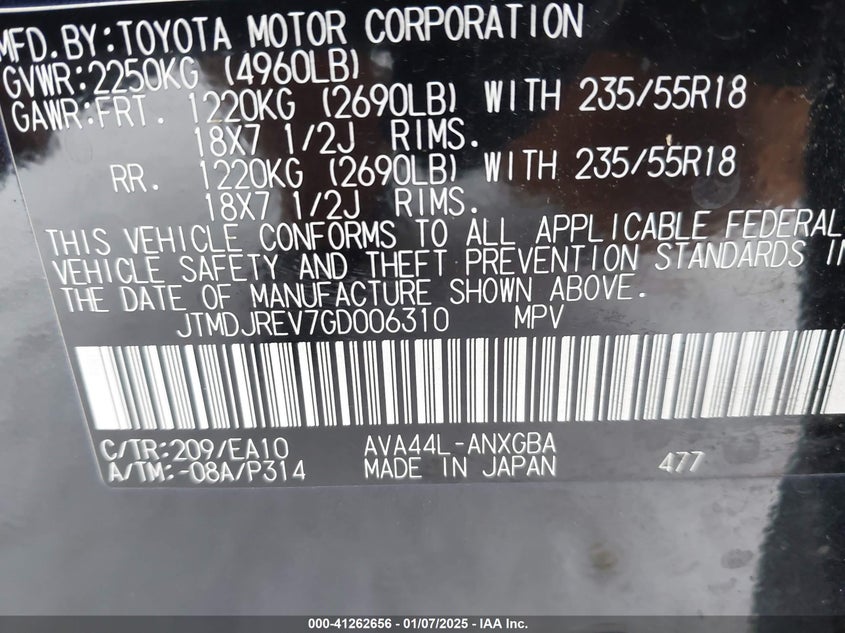 MFD.BY:TOYOTA MOTOR CORPORATION
GVWR:2250KG (4960LB)
GAWR:FRT. 1220KG (2690LB) WITH 235/55R18
18X7 1/2J RIMS.
RR. 1220KG (2690LB) WITH 235/55R18
18X7 1/2J RIMS.
THIS VEHICLE CONFORMS TO ALL APPLICABLE FEDERAL
VEHICLE SAFETY AND THEFT PREVENTION STANDARDS IN
THE DATE OF MANUFACTURE SHOWN ABOVE.
JTMDJREV7GD006310 MPV
C/TR:209/EA10 AVA44L-ANXGBA
A/TM:-08A/P314 MADE IN JAPAN 477
000-41262656 - 01/07/2025 - IAA Inc.